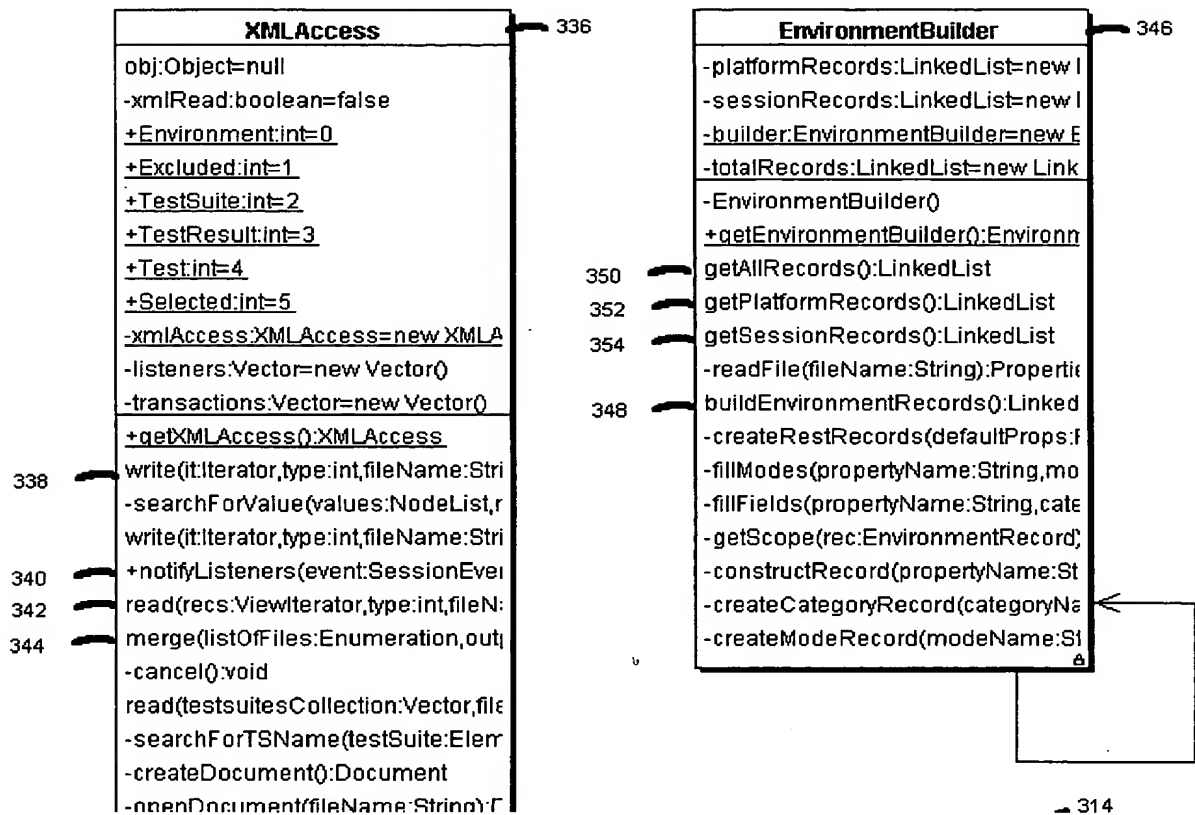 XMLAccess
336
obj:Object=null
-xmlRead:boolean=false
+Environment:int=0
+Excluded:int=1
+TestSuite:int=2
+TestResult:int=3
+Test:int=4
+Selected:int=5
-xmlAccess:XMLAccess=new XMLA
-listeners:Vector=new Vector()
-transactions:Vector=new Vector()
+getXMLAccess():XMLAccess
338
write(it:Iterator,type:int,fileName:Stri
-searchForValue(values:NodeList,r
write(it:Iterator,type:int,fileName:Stri
340
+notifyListeners(event:SessionEve
342
read(recs:ViewIterator,type:int,fileN
344
merge(listOfFiles:Enumeration,out
-cancel():void
read(testsuitesCollection:Vector,file
-searchForTSName(testSuite:Elem
-createDocument():Document
-openDocument(fileName:String):D
EnvironmentBuilder
346
-platformRecords:LinkedList=new l
-sessionRecords:LinkedList=new l
-builder:EnvironmentBuilder=new E
-totalRecords:LinkedList=new Link
-EnvironmentBuilder()
+getEnvironmentBuilder():Environm
350
getAllRecords():LinkedList
352
getPlatformRecords():LinkedList
354
getSessionRecords():LinkedList
-readFile(fileName:String):Propertie
348
buildEnvironmentRecords():Linked
-createRestRecords(defaultProps:F
-fillModes(propertyName:String,mo
-fillFields(propertyName:String,cate
-getScope(rec:EnvironmentRecord)
-constructRecord(propertyName:St
-createCategoryRecord(categoryNa
-createModeRecord(modeName:St
314